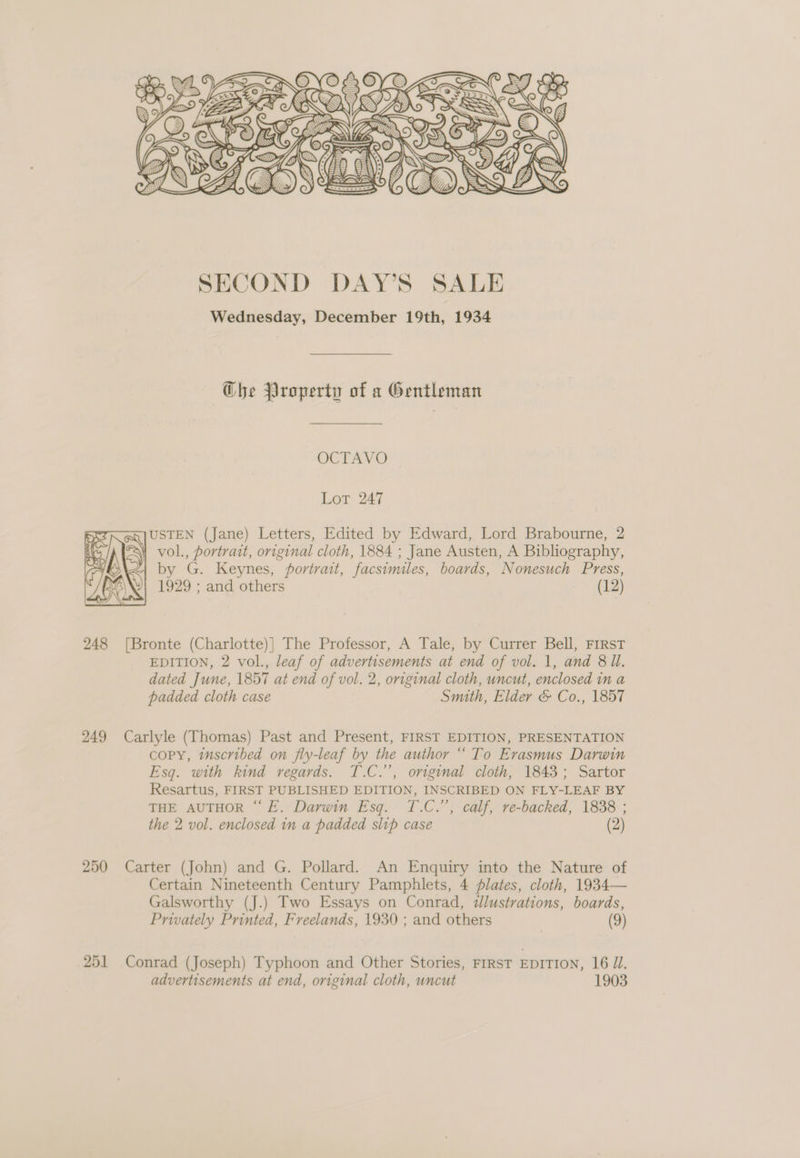 SECOND DAY'S SALE
Wednesday, December 19th, 1934
The Property of a Gentleman
OCTAVO
Lot 247
AUSTEN (Jane) Letters, Edited by Edward, Lord Brabourne, 2
vol., portrait, original cloth, 1884 ; Jane Austen, A Bibliography,
by G. Keynes, portrait, facsimiles, boards, Nonesuch Press,
1929 ; and others (12)
248 [Bronte (Charlotte)] The Professor, A Tale, by Currer Bell, FIRST
EDITION, 2 vol., leaf of advertisements at end of vol. 1, and 8 ll.
dated June, 1857 at end of vol. 2, original cloth, uncut, enclosed in a
padded cloth case Smith, Elder & Co., 1857
249 Carlyle (Thomas) Past and Present, FIRST EDITION, PRESENTATION
COPY, inscribed on fly-leaf by the author “ To Erasmus Darwin
Esq. with kind regards. T.C.”, original cloth, 1843 ; Sartor
Resartus, FIRST PUBLISHED EDITION, INSCRIBED ON FLY-LEAF BY
THE AUTHOR “ E. Darwin Esq. T.C.”, calf, re-backed, 1838 ;
the 2 vol. enclosed in a padded slip case (2)
250 Carter (John) and G. Pollard. An Enquiry into the Nature of
Certain Nineteenth Century Pamphlets, 4 plates, cloth, 1934—
Galsworthy (J.) Two Essays on Conrad, illustrations, boards,
Privately Printed, Freelands, 1930 ; and others (9)
251 Conrad (Joseph) Typhoon and Other Stories, FIRST EDITION, 16 ll.
advertisements at end, original cloth, uncut 1903